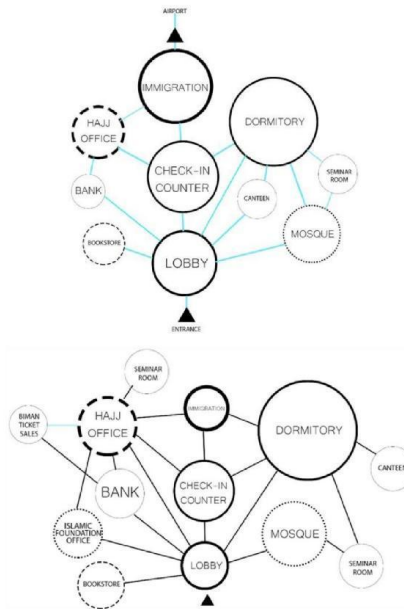 AIRPORT
IMMIGRATION
HAJJ
OFFICE
DORMITORY
CHECK-IN
COUNTER
SEMINAR
ROOM
BANK
CANTEEN
BOOKSTORE
MOSQUE
LOBBY
ENTRANCE
SEMINAR
ROOM
BIMAN
TICKET
SALES
HAJJ
OFFICE
IMMIGRATION
DORMITORY
CANTEEN
BANK
CHECK-IN
COUNTER
ISLAMIC
FOUNDATION
OFFICE
MOSQUE
LOBBY
SEMINAR
ROOM
BOOKSTORE